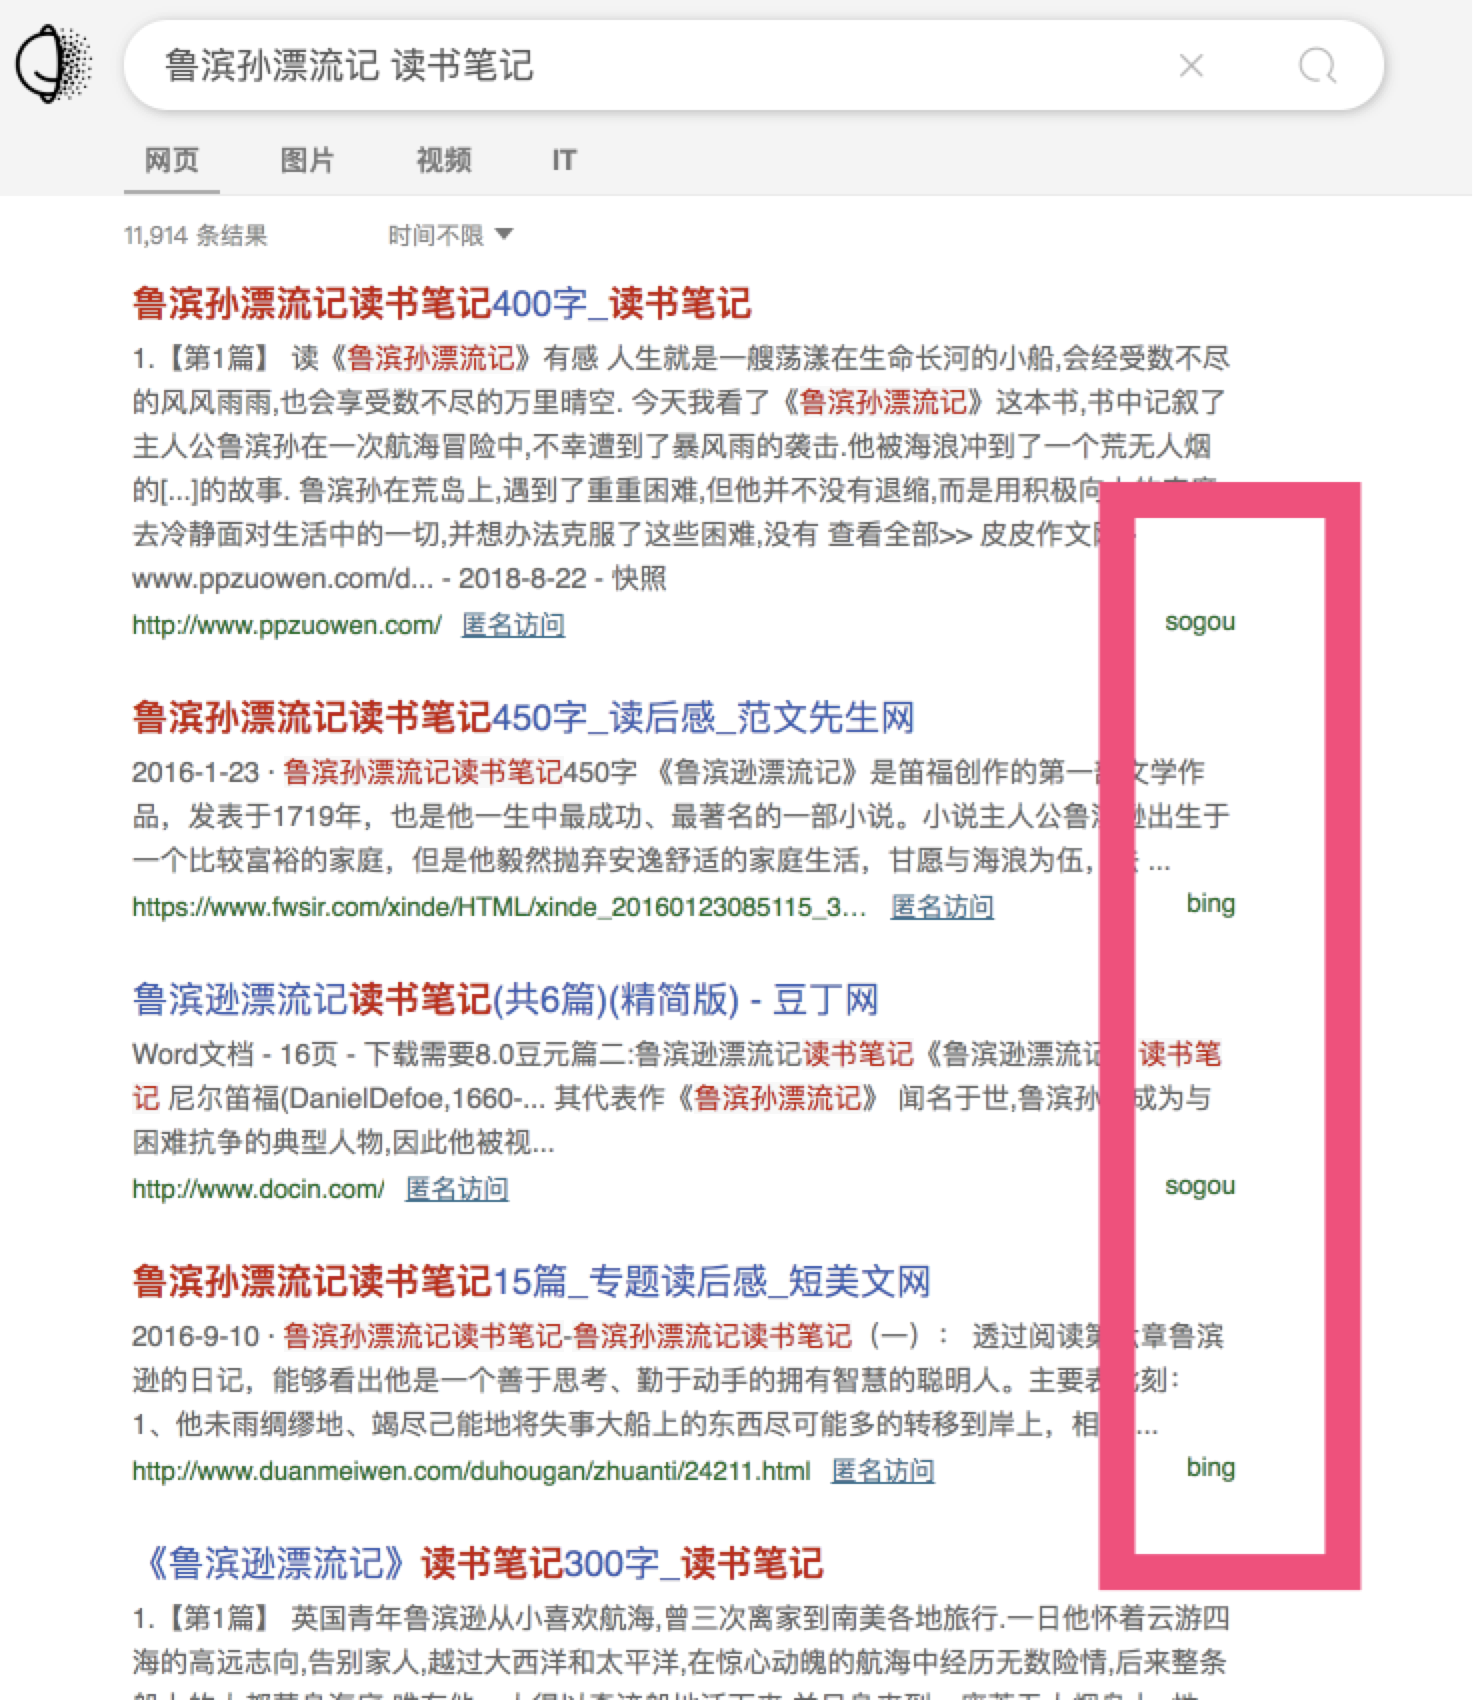 鲁滨孙漂流记 读书笔记
网页 图片 视频 IT
11,914 条结果 时间不限
鲁滨孙漂流记读书笔记400字_读书笔记
1.【第1篇】 读《鲁滨孙漂流记》有感 人生就是一艘荡漾在生命长河的小船,会经受数不尽
的风风雨雨,也会享受数不尽的万里晴空. 今天我看了《鲁滨孙漂流记》这本书,书中记叙了
主人公鲁滨孙在一次航海冒险中,不幸遭到了暴风雨的袭击.他被海浪冲到了一个荒无人烟
的[...]的故事. 鲁滨孙在荒岛上,遇到了重重困难,但他并不没有退缩,而是用积极向
去冷静面对生活中的一切,并想办法克服了这些困难,没有 查看全部>> 皮皮作文
www.ppzuowen.com/d... - 2018-8-22 - 快照
http://www.ppzuowen.com/ 匿名访问 sogou
鲁滨孙漂流记读书笔记450字_读后感_范文先生网
2016-1-23 · 鲁滨孙漂流记读书笔记450字 《鲁滨逊漂流记》是笛福创作的第一 文学作
品，发表于1719年，也是他一生中最成功、最著名的一部小说。小说主人公鲁 逊出生于
一个比较富裕的家庭，但是他毅然抛弃安逸舒适的家庭生活，甘愿与海浪为伍， ...
https://www.fwsir.com/xinde/HTML/xinde_20160123085115_3... 匿名访问 bing
鲁滨逊漂流记读书笔记(共6篇)(精简版) - 豆丁网
Word文档 - 16页 - 下载需要8.0豆元篇二:鲁滨逊漂流记读书笔记《鲁滨逊漂流记 读书笔
记 尼尔笛福(DanielDefoe,1660-... 其代表作《鲁滨孙漂流记》 闻名于世,鲁滨孙 成为与
困难抗争的典型人物,因此他被视...
http://www.docin.com/ 匿名访问 sogou
鲁滨孙漂流记读书笔记15篇_专题读后感_短美文网
2016-9-10 · 鲁滨孙漂流记读书笔记-鲁滨孙漂流记读书笔记（一）： 透过阅读第 章鲁滨
逊的日记，能够看出他是一个善于思考、勤于动手的拥有智慧的聪明人。主要表 刻：
1、他未雨绸缪地、竭尽己能地将失事大船上的东西尽可能多的转移到岸上，相 ...
http://www.duanmeiwen.com/duhougan/zhuanti/24211.html 匿名访问 bing
《鲁滨逊漂流记》读书笔记300字_读书笔记
1.【第1篇】 英国青年鲁滨逊从小喜欢航海,曾三次离家到南美各地旅行.一日他怀着云游四
海的高远志向,告别家人,越过大西洋和太平洋,在惊心动魄的航海中经历无数险情,后来整条